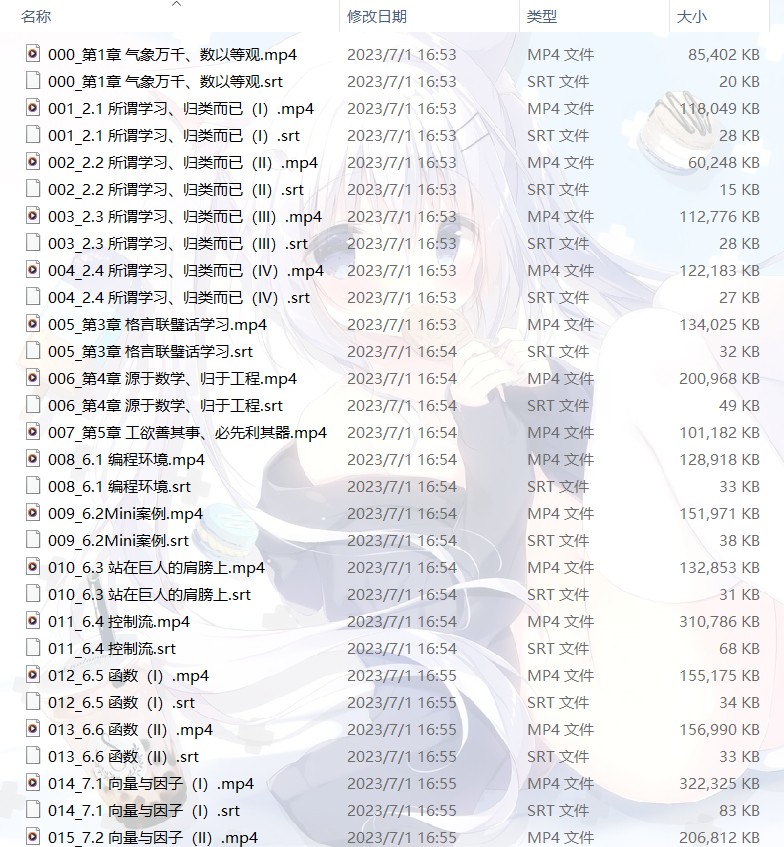 名称 修改日期 类型 大小
000_第1章 气象万千、数以等观.mp4 2023/7/1 16:53 MP4 文件 85,402 KB
000_第1章 气象万千、数以等观.srt 2023/7/1 16:53 SRT 文件 20 KB
001_2.1 所谓学习、归类而已（I）.mp4 2023/7/1 16:53 MP4 文件 118,049 KB
001_2.1 所谓学习、归类而已（I）.srt 2023/7/1 16:53 SRT 文件 28 KB
002_2.2 所谓学习、归类而已（II）.mp4 2023/7/1 16:53 MP4 文件 60,248 KB
002_2.2 所谓学习、归类而已（II）.srt 2023/7/1 16:53 SRT 文件 15 KB
003_2.3 所谓学习、归类而已（III）.mp4 2023/7/1 16:53 MP4 文件 112,776 KB
003_2.3 所谓学习、归类而已（III）.srt 2023/7/1 16:53 SRT 文件 28 KB
004_2.4 所谓学习、归类而已（IV）.mp4 2023/7/1 16:53 MP4 文件 122,183 KB
004_2.4 所谓学习、归类而已（IV）.srt 2023/7/1 16:53 SRT 文件 27 KB
005_第3章 格言联璧话学习.mp4 2023/7/1 16:53 MP4 文件 134,025 KB
005_第3章 格言联璧话学习.srt 2023/7/1 16:54 SRT 文件 32 KB
006_第4章 源于数学、归于工程.mp4 2023/7/1 16:54 MP4 文件 200,968 KB
006_第4章 源于数学、归于工程.srt 2023/7/1 16:54 SRT 文件 49 KB
007_第5章 工欲善其事、必先利其器.mp4 2023/7/1 16:54 MP4 文件 101,182 KB
008_6.1 编程环境.mp4 2023/7/1 16:54 MP4 文件 128,918 KB
008_6.1 编程环境.srt 2023/7/1 16:54 SRT 文件 33 KB
009_6.2Mini案例.mp4 2023/7/1 16:54 MP4 文件 151,971 KB
009_6.2Mini案例.srt 2023/7/1 16:54 SRT 文件 38 KB
010_6.3 站在巨人的肩膀上.mp4 2023/7/1 16:54 MP4 文件 132,853 KB
010_6.3 站在巨人的肩膀上.srt 2023/7/1 16:54 SRT 文件 31 KB
011_6.4 控制流.mp4 2023/7/1 16:54 MP4 文件 310,786 KB
011_6.4 控制流.srt 2023/7/1 16:54 SRT 文件 68 KB
012_6.5 函数（I）.mp4 2023/7/1 16:55 MP4 文件 155,175 KB
012_6.5 函数（I）.srt 2023/7/1 16:55 SRT 文件 34 KB
013_6.6 函数（II）.mp4 2023/7/1 16:55 MP4 文件 156,990 KB
013_6.6 函数（II）.srt 2023/7/1 16:55 SRT 文件 33 KB
014_7.1 向量与因子（I）.mp4 2023/7/1 16:55 MP4 文件 322,325 KB
014_7.1 向量与因子（I）.srt 2023/7/1 16:55 SRT 文件 83 KB
015_7.2 向量与因子（II）.mp4 2023/7/1 16:55 MP4 文件 206,812 KB